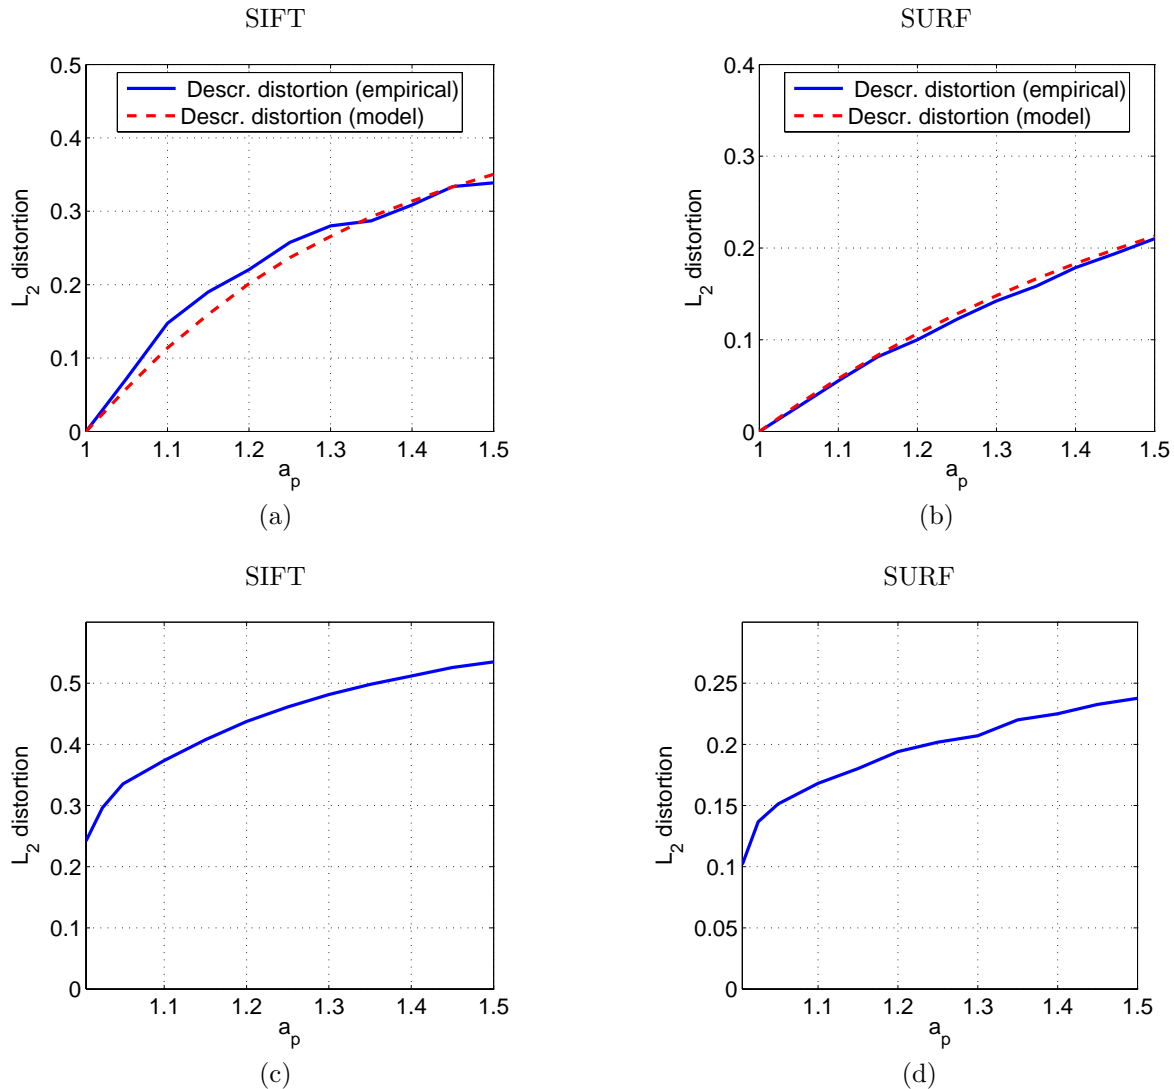 SIFT
0.5
0.4
0.3
0.2
0.1
0
L2 distortion
Descr. distortion (empirical)
Descr. distortion (model)
1 1.1 1.2 1.3 1.4 1.5
a_p
(a)
SURF
0.4
0.3
0.2
0.1
0
L2 distortion
Descr. distortion (empirical)
Descr. distortion (model)
1 1.1 1.2 1.3 1.4 1.5
a_p
(b)
SIFT
0.5
0.4
0.3
0.2
0.1
0
L2 distortion
1.1 1.2 1.3 1.4 1.5
a_p
(c)
SURF
0.25
0.2
0.15
0.1
0.05
0
L2 distortion
1.1 1.2 1.3 1.4 1.5
a_p
(d)